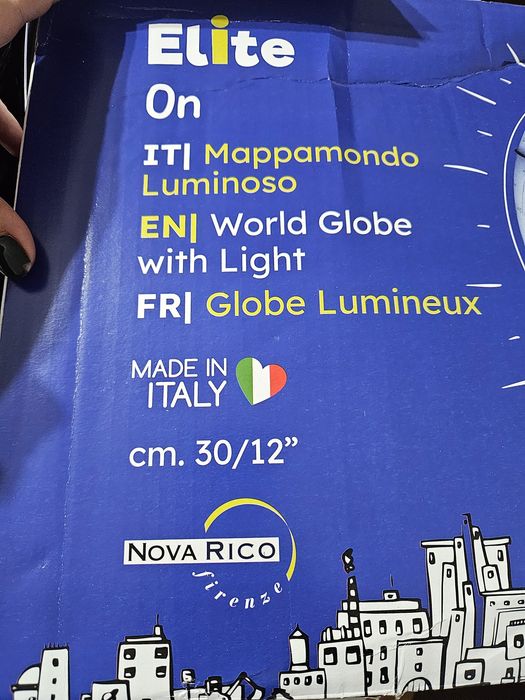 Elite
On
IT| Mappamondo
Luminoso
EN| World Globe
with Light
FR| Globe Lumineux
MADE IN
ITALY
cm. 30/12”
NOVA RICO
firenze